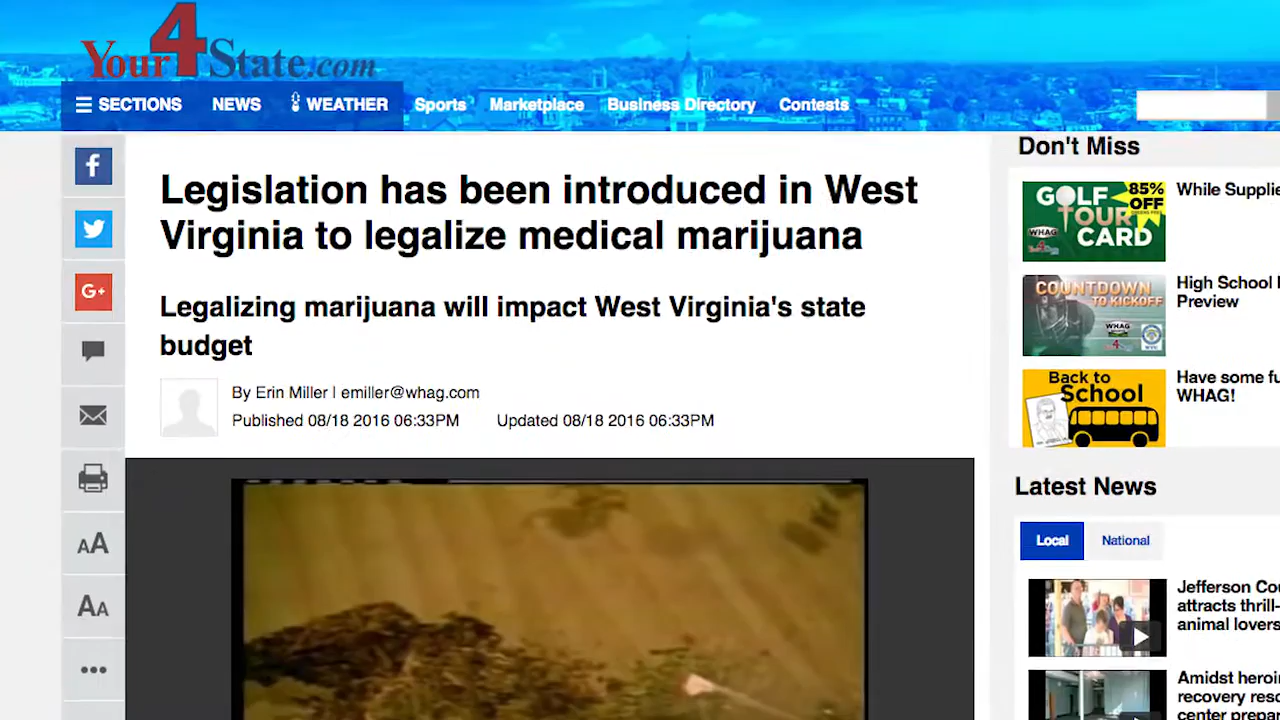 Your4State.com
SECTIONS NEWS WEATHER Sports Marketplace Business Directory Contests
Legislation has been introduced in West
Virginia to legalize medical marijuana
Legalizing marijuana will impact West Virginia's state
budget
By Erin Miller | emiller@whag.com
Published 08/18 2016 06:33PM Updated 08/18 2016 06:33PM
f
G+
AA
AA
Don't Miss
GOLF
TOUR
CARD
85%
OFF
WHAG
While Supplie
COUNTDOWN
TO KICKOFF
WHAG
High School
Preview
Back to
School
Have some fu
WHAG!
Latest News
Local National
Jefferson Cou
attracts thrill-
animal lovers
Amidst heroin
recovery reso
center prepar